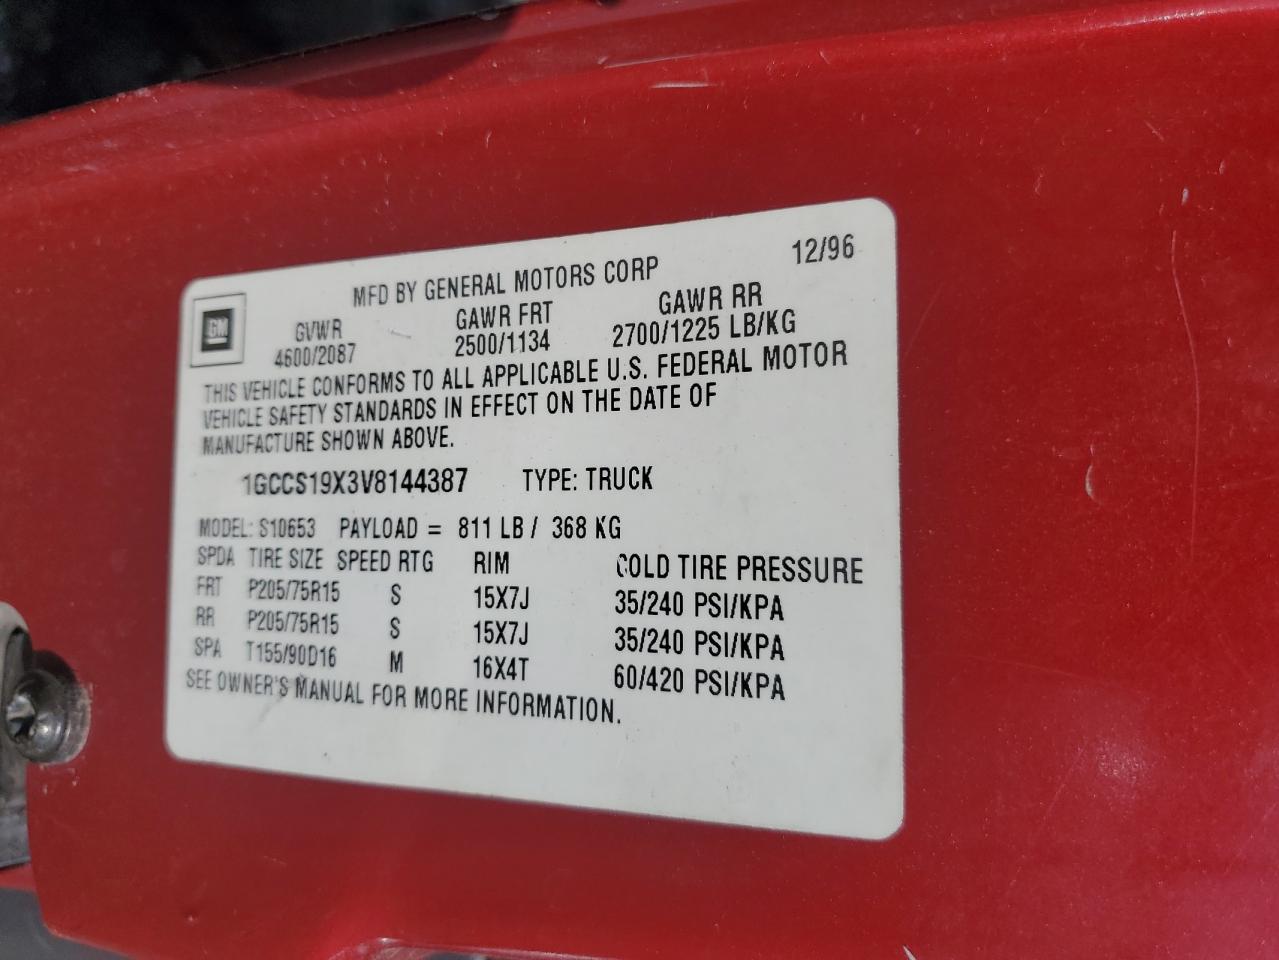 12/96
MFD BY GENERAL MOTORS CORP
GM
GVWR GAWR FRT GAWR RR
4600/2087 2500/1134 2700/1225 LB/KG
THIS VEHICLE CONFORMS TO ALL APPLICABLE U.S. FEDERAL MOTOR
VEHICLE SAFETY STANDARDS IN EFFECT ON THE DATE OF
MANUFACTURE SHOWN ABOVE.
1GCCS19X3V8144387 TYPE: TRUCK
MODEL: S10653 PAYLOAD = 811 LB / 368 KG
SPDA TIRE SIZE SPEED RTG RIM COLD TIRE PRESSURE
FRT P205/75R15 S 15X7J 35/240 PSI/KPA
RR P205/75R15 S 15X7J 35/240 PSI/KPA
SPA T155/90D16 M 16X4T 60/420 PSI/KPA
SEE OWNER'S MANUAL FOR MORE INFORMATION.